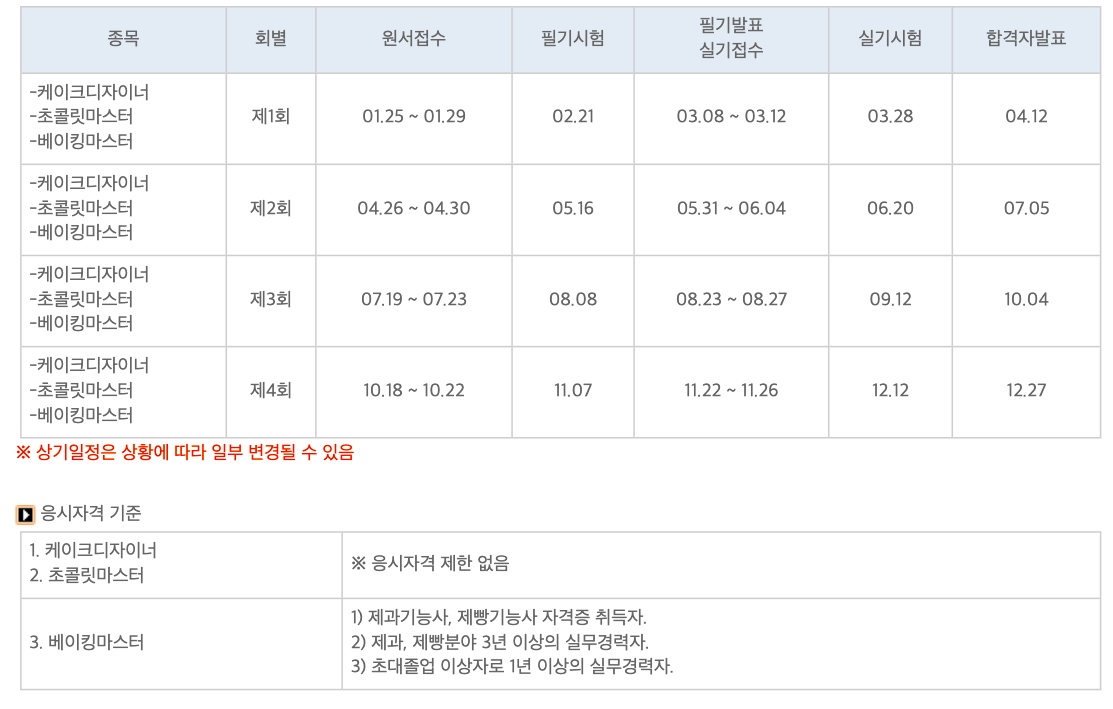 종목 회별 원서접수 필기시험 필기발표 실기접수 실기시험 합격자발표
-케이크디자이너
-초콜릿마스터 제1회 01.25 ~ 01.29 02.21 03.08 ~ 03.12 03.28 04.12
-베이킹마스터
-케이크디자이너
-초콜릿마스터 제2회 04.26 ~ 04.30 05.16 05.31 ~ 06.04 06.20 07.05
-베이킹마스터
-케이크디자이너
-초콜릿마스터 제3회 07.19 ~ 07.23 08.08 08.23 ~ 08.27 09.12 10.04
-베이킹마스터
-케이크디자이너
-초콜릿마스터 제4회 10.18 ~ 10.22 11.07 11.22 ~ 11.26 12.12 12.27
-베이킹마스터
※ 상기일정은 상황에 따라 일부 변경될 수 있음
응시자격 기준
1. 케이크디자이너
2. 초콜릿마스터
※ 응시자격 제한 없음
3. 베이킹마스터
1) 제과기능사, 제빵기능사 자격증 취득자.
2) 제과, 제빵분야 3년 이상의 실무경력자.
3) 초대졸업 이상자로 1년 이상의 실무경력자.